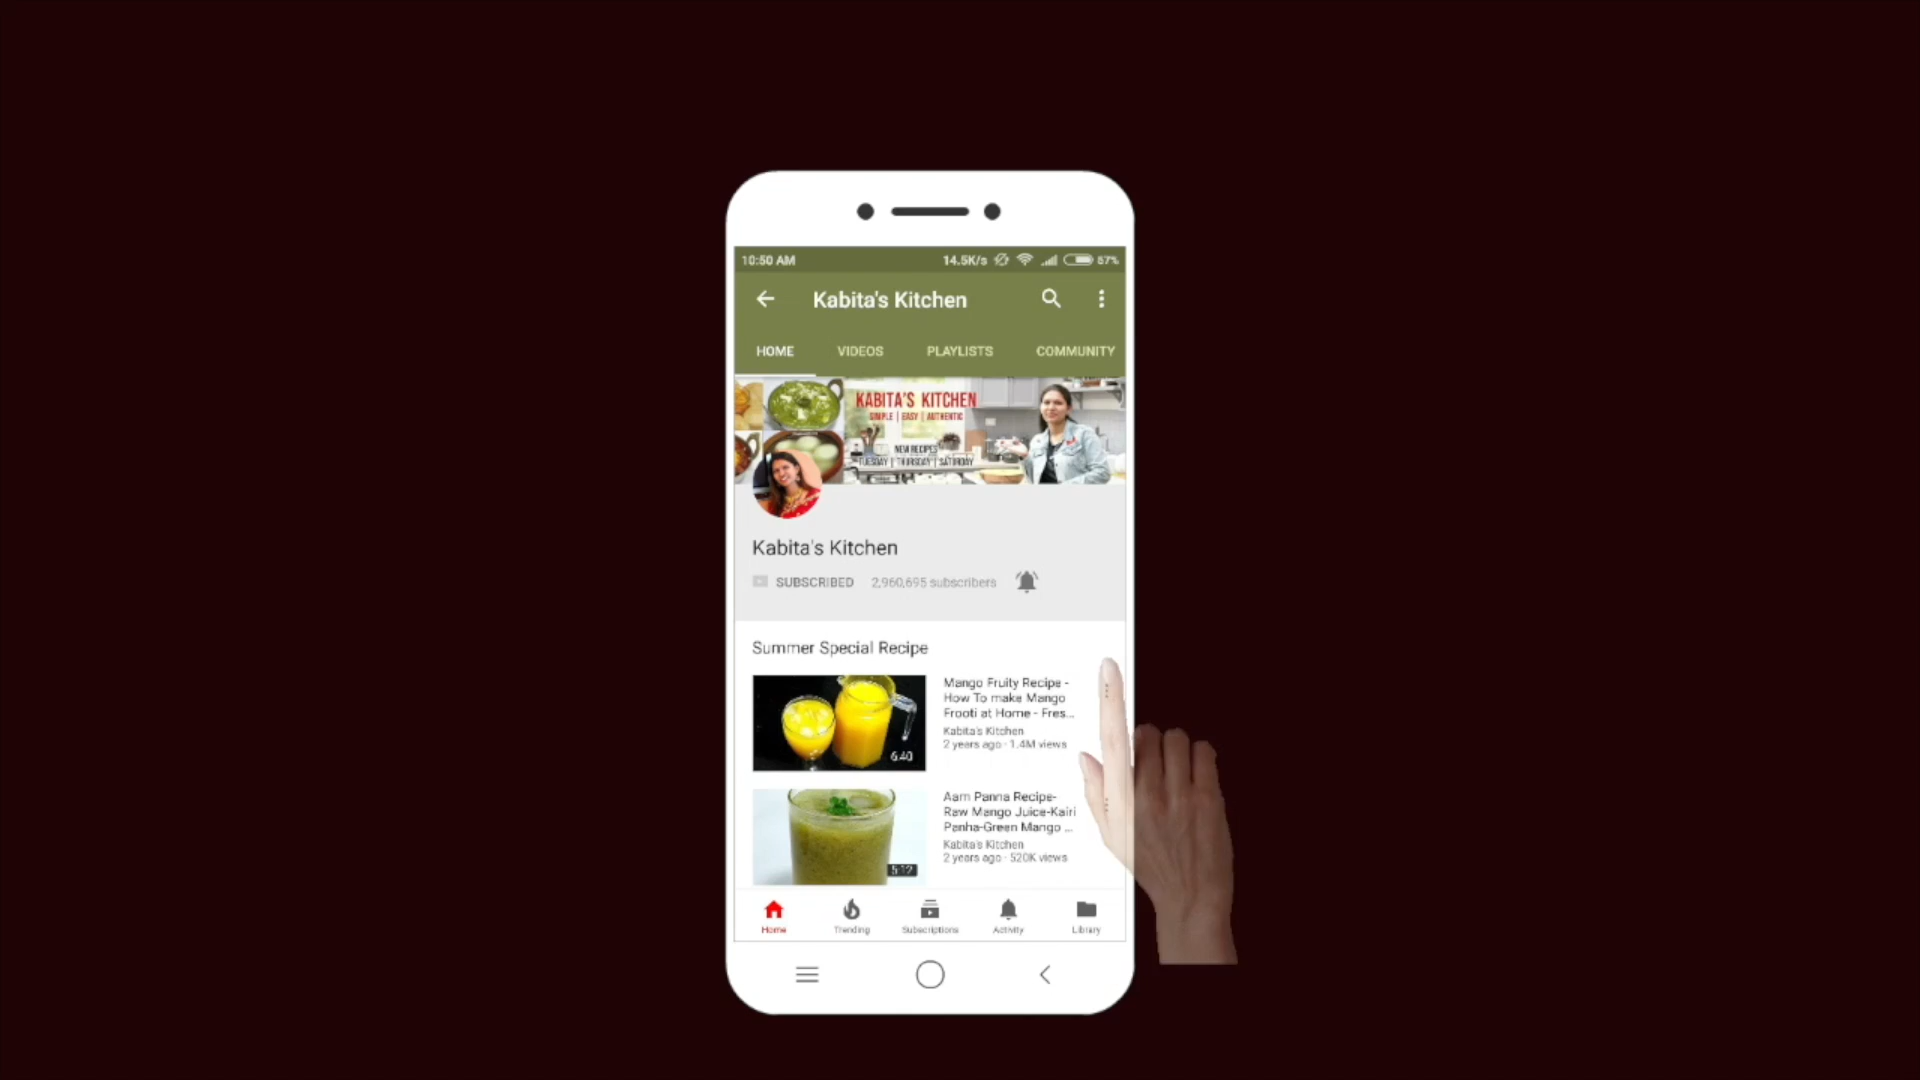 10:50 AM 14.5K/s 67%
Kabita's Kitchen
HOME VIDEOS PLAYLISTS COMMUNITY
KABITA'S KITCHEN
SIMPLE | EASY | AUTHENTIC
NEW RECIPES
TUESDAY | THURSDAY | SATURDAY
Kabita's Kitchen
SUBSCRIBED 2,960,695 subscribers
Summer Special Recipe
Mango Fruity Recipe -
How To make Mango
Frooti at Home - Fres...
Kabita's Kitchen
2 years ago · 1.4M views
6:40
Aam Panna Recipe-
Raw Mango Juice-Kairi
Panha-Green Mango ...
Kabita's Kitchen
2 years ago · 520K views
5:12
Home Trending Subscriptions Activity Library